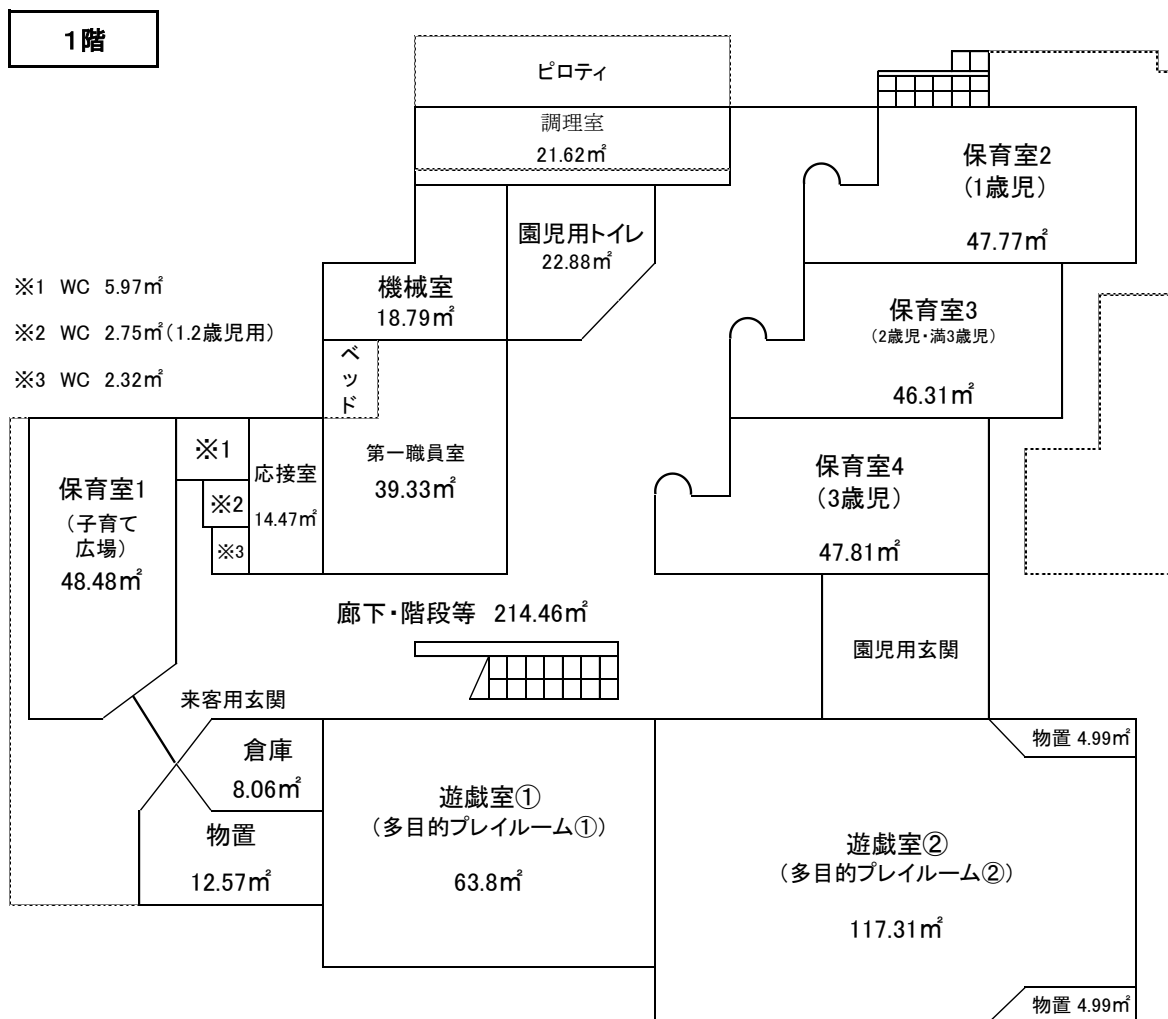 1階
ピロティ
調理室
21.62㎡
保育室2
(1歳児)
47.77㎡
園児用トイレ
22.88㎡
機械室
18.79㎡
保育室3
(2歳児・満3歳児)
46.31㎡
※1 WC 5.97㎡
※2 WC 2.75㎡(1.2歳児用)
※3 WC 2.32㎡
ベッド
第一職員室
39.33㎡
保育室4
(3歳児)
47.81㎡
保育室1
(子育て
広場)
48.48㎡
※1
※2
※3
応接室
14.47㎡
廊下・階段等 214.46㎡
園児用玄関
来客用玄関
倉庫
8.06㎡
物置
12.57㎡
遊戯室①
(多目的プレイルーム①)
63.8㎡
物置 4.99㎡
遊戯室②
(多目的プレイルーム②)
117.31㎡
物置 4.99㎡